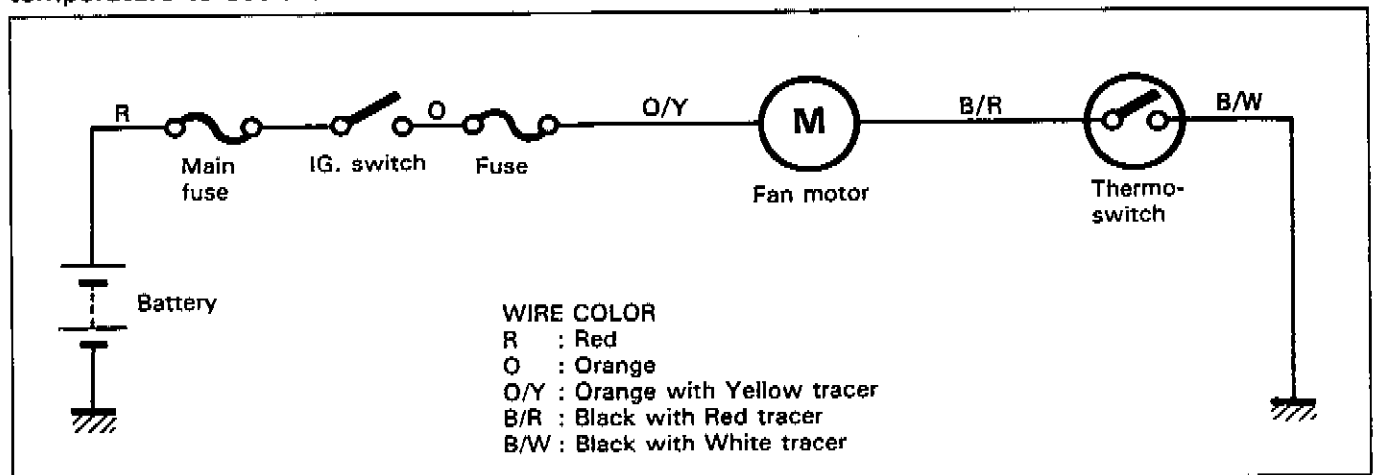 R
O
O/Y
M
B/R
B/W
Main
fuse
IG. switch
Fuse
Fan motor
Thermo-
switch
Battery
WIRE COLOR
R : Red
O : Orange
O/Y : Orange with Yellow tracer
B/R : Black with Red tracer
B/W : Black with White tracer